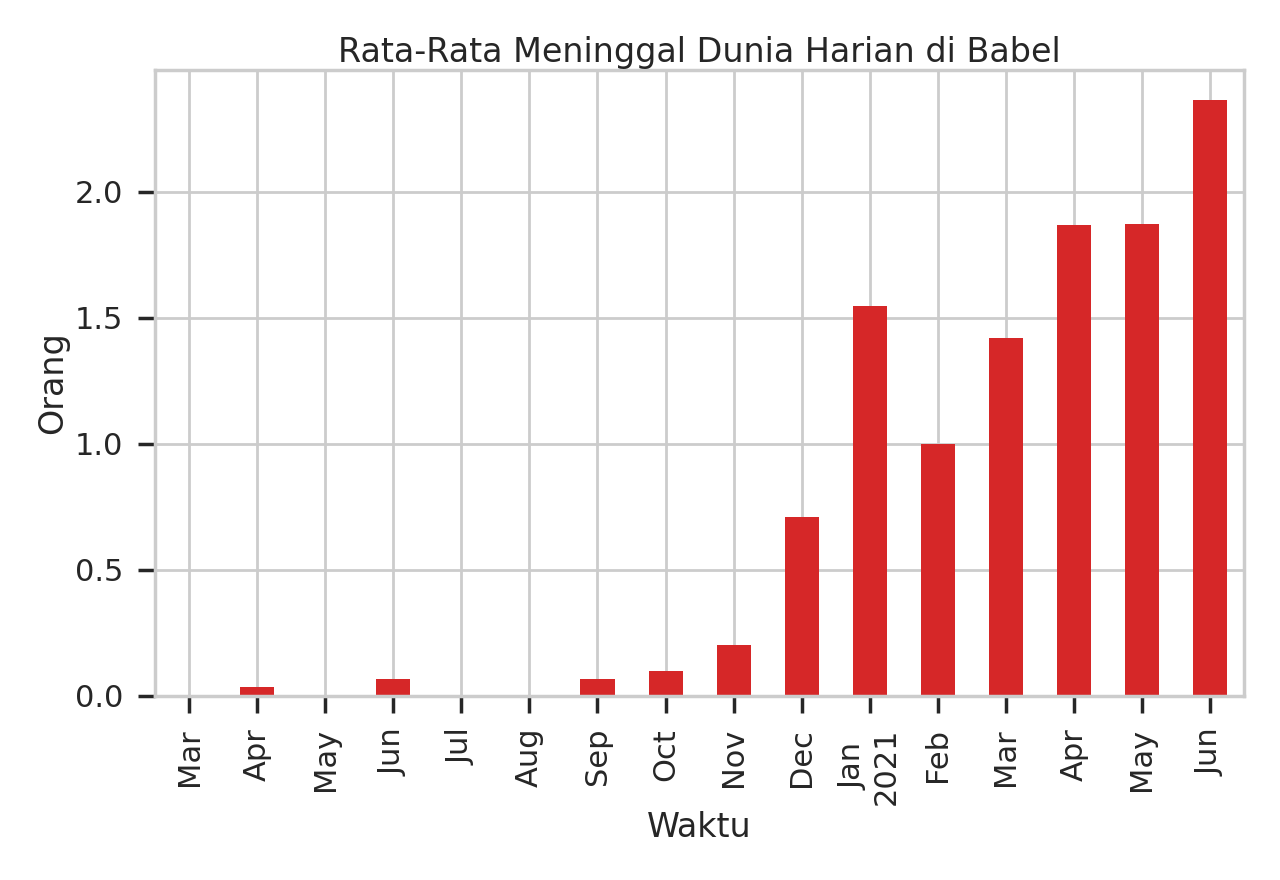 Rata-Rata Meninggal Dunia Harian di Babel
Orang
2.0
1.5
1.0
0.5
0.0
Mar
Apr
May
Jun
Jul
Aug
Sep
Oct
Nov
Dec
Jan
2021
Feb
Mar
Apr
May
Jun
Waktu